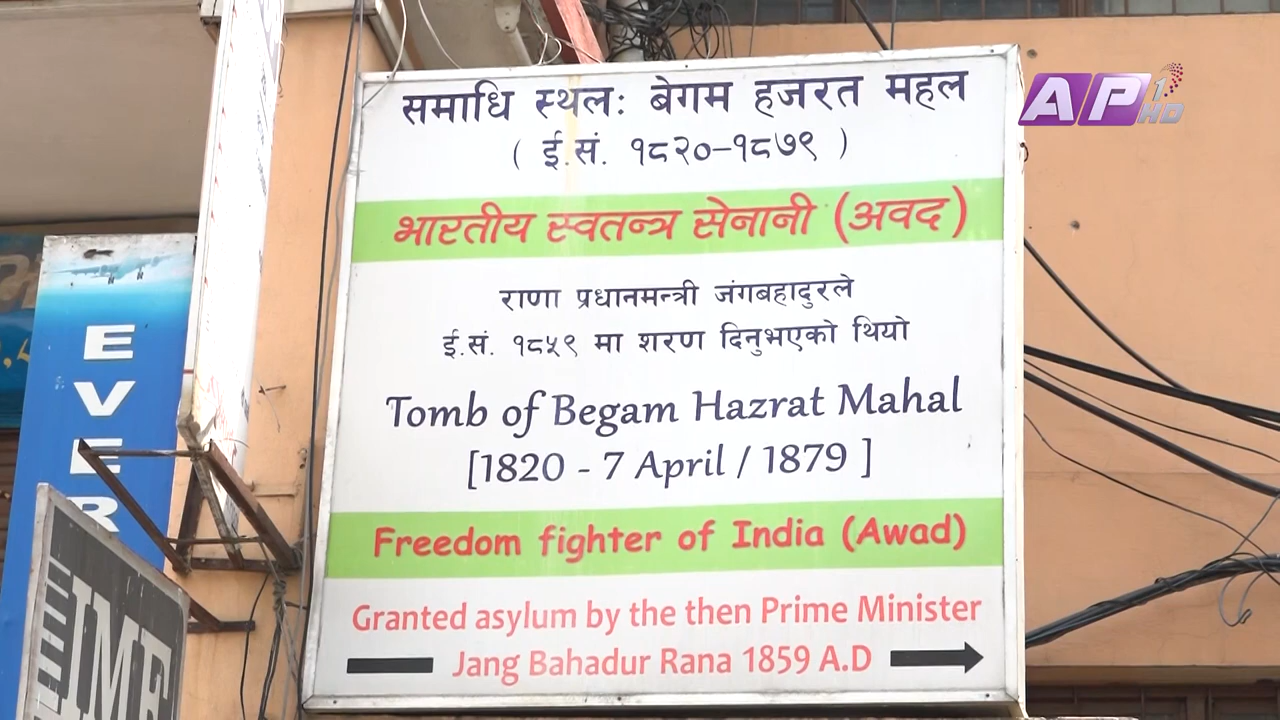 समाधि स्थल: बेगम हजरत महल
( ई.सं. १८२०-१८७९ )
भारतीय स्वतन्त्र सेनानी (अवद)
राणा प्रधानमन्त्री जंगबहादुरले
ई.सं. १८५९ मा शरण दिनुभएको थियो
Tomb of Begam Hazrat Mahal
[1820 - 7 April / 1879 ]
Freedom fighter of India (Awad)
Granted asylum by the then Prime Minister
Jang Bahadur Rana 1859 A.D
AP1 HD
EVER
IME